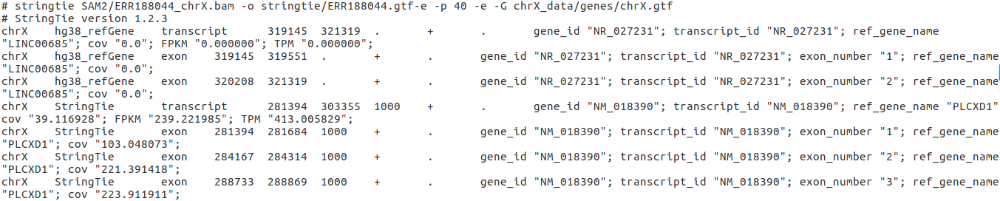 # stringtie SAM2/ERR188044_chrX.bam -o stringtie/ERR188044.gtf-e -p 40 -e -G chrX_data/genes/chrX.gtf
# StringTie version 1.2.3
chrX hg38_refGene transcript 319145 321319 . + . gene_id "NR_027231"; transcript_id "NR_027231"; ref_gene_name
"LINC00685"; cov "0.0"; FPKM "0.000000"; TPM "0.000000";
chrX hg38_refGene exon 319145 319551 . + . gene_id "NR_027231"; transcript_id "NR_027231"; exon_number "1"; ref_gene_name
"LINC00685"; cov "0.0";
chrX hg38_refGene exon 320208 321319 . + . gene_id "NR_027231"; transcript_id "NR_027231"; exon_number "2"; ref_gene_name
"LINC00685"; cov "0.0";
chrX StringTie transcript 281394 303355 1000 + . gene_id "NM_018390"; transcript_id "NM_018390"; ref_gene_name "PLCXD1"
cov "39.116928"; FPKM "239.221985"; TPM "413.005829";
chrX StringTie exon 281394 281684 1000 + . gene_id "NM_018390"; transcript_id "NM_018390"; exon_number "1"; ref_gene_name
"PLCXD1"; cov "103.048073";
chrX StringTie exon 284167 284314 1000 + . gene_id "NM_018390"; transcript_id "NM_018390"; exon_number "2"; ref_gene_name
"PLCXD1"; cov "221.391418";
chrX StringTie exon 288733 288869 1000 + . gene_id "NM_018390"; transcript_id "NM_018390"; exon_number "3"; ref_gene_name
"PLCXD1"; cov "223.911911";